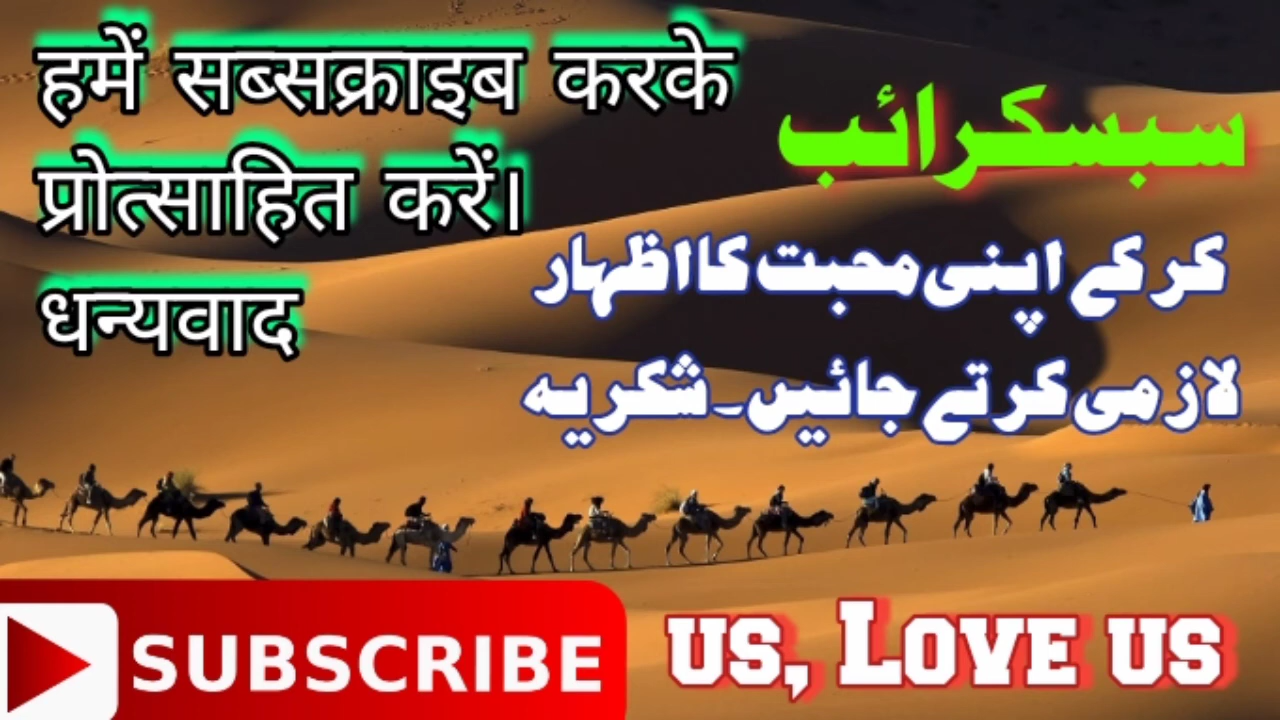 हमें सब्सक्राइब करके
प्रोत्साहित करें।
धन्यवाद
سبسکرائب
کر کے اپنی محبت کا اظہار
لازمی کرتے جائیں۔ شکریہ
SUBSCRIBE
US, LOVE US